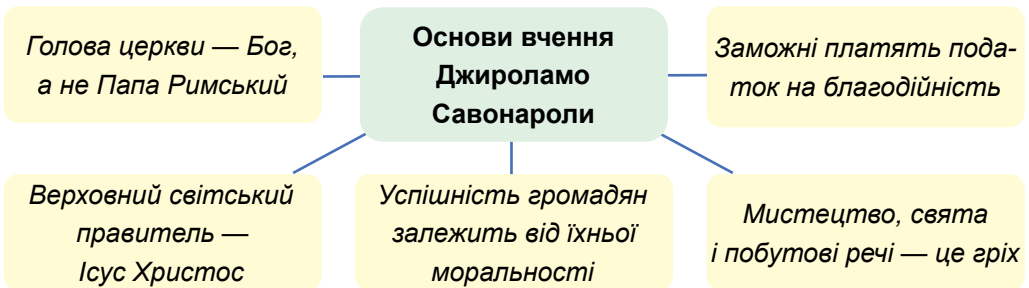 Голова церкви — Бог,
а не Папа Римський
Основи вчення
Джироламо
Савонароли
Заможні платять пода-
ток на благодійність
Верховний світський
правитель —
Ісус Христос
Успішність громадян
залежить від їхньої
моральності
Мистецтво, свята
і побутові речі — це гріх